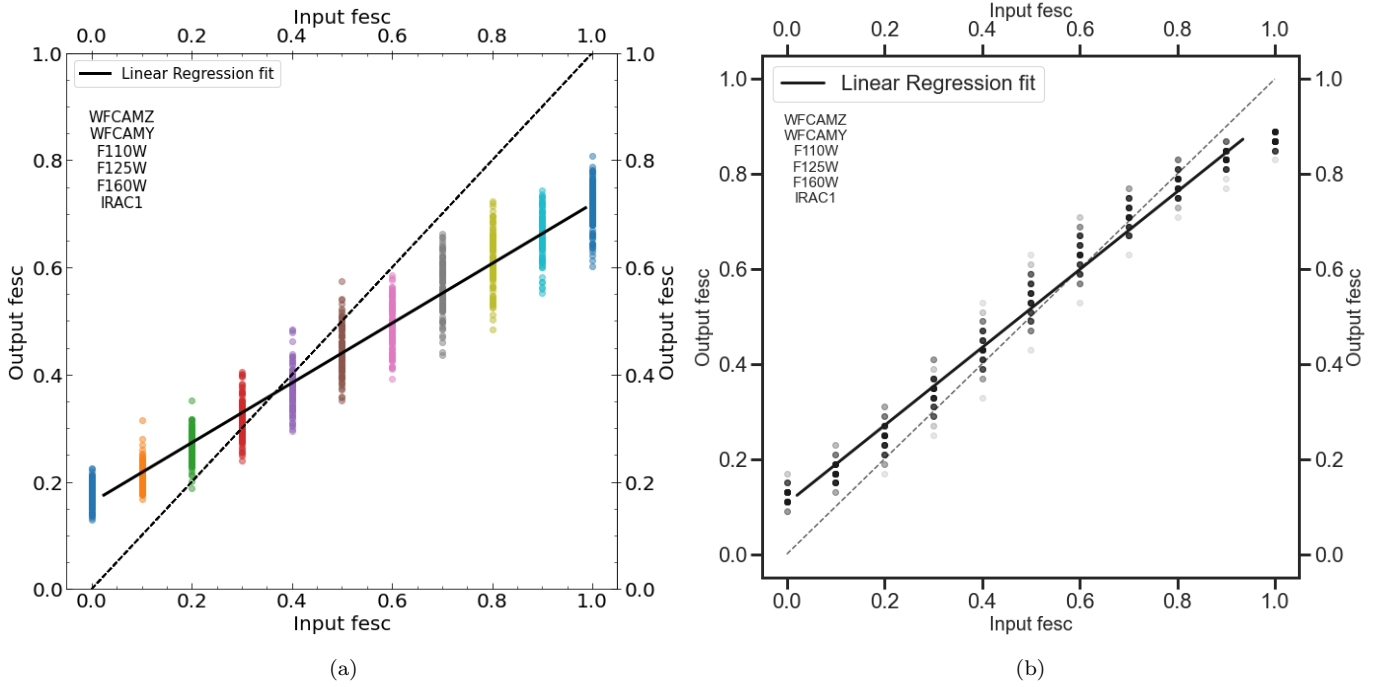 Input fesc
0.0 0.2 0.4 0.6 0.8 1.0
1.0 1.0
Linear Regression fit
WFCAMZ
WFCAMY
F110W
F125W
F160W
IRAC1
0.8 0.8
0.6 0.6
Output fesc
Output fesc
0.4 0.4
0.2 0.2
0.0 0.0
0.0 0.2 0.4 0.6 0.8 1.0
Input fesc
(a)
Input fesc
0.0 0.2 0.4 0.6 0.8 1.0
1.0 1.0
Linear Regression fit
WFCAMZ
WFCAMY
F110W
F125W
F160W
IRAC1
0.8 0.8
0.6 0.6
Output fesc
Output fesc
0.4 0.4
0.2 0.2
0.0 0.0
0.0 0.2 0.4 0.6 0.8 1.0
Input fesc
(b)